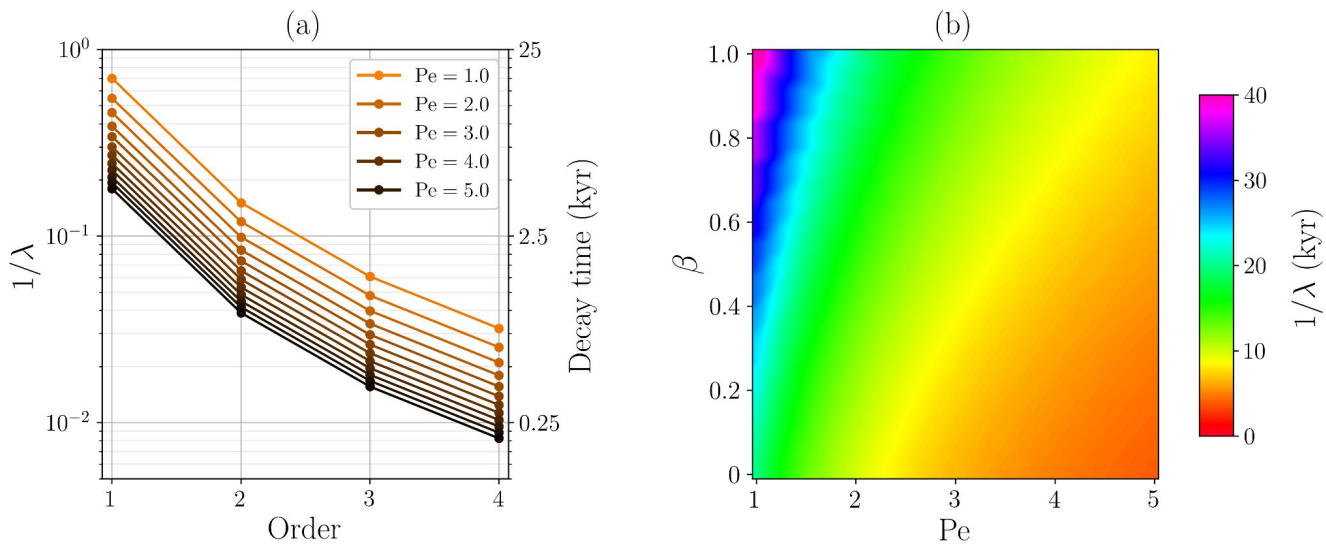 (a)
10⁰
10⁻¹
10⁻²
1/λ
1
2
3
4
Order
25
2.5
0.25
Decay time (kyr)
Pe = 1.0
Pe = 2.0
Pe = 3.0
Pe = 4.0
Pe = 5.0
(b)
1.0
0.8
0.6
0.4
0.2
0
β
1
2
3
4
5
Pe
40
30
20
10
0
1/λ (kyr)